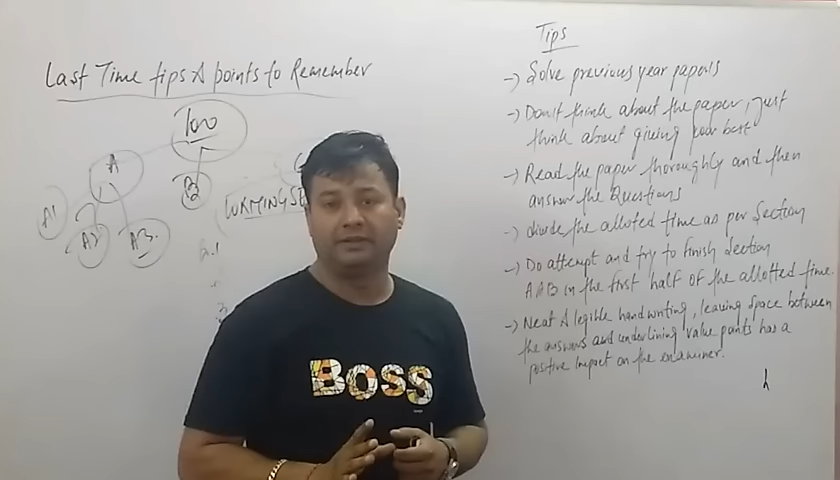 Last Time tips & points to Remember
Topo
A
B
A1
A2
AB.
Tips
-) Solve previous year papers
-) Don't think about the paper, just
think about giving your best
-) Read the paper thoroughly and then
answer the Questions
-) divide the alloted time as per Section
-) Do attempt and try to finish Section
A & B in the first half of the allotted time.
-) Neat & legible handwriting, leaving space between
the answers and underlining value points has a
positive impact on the examiner.
BOSS